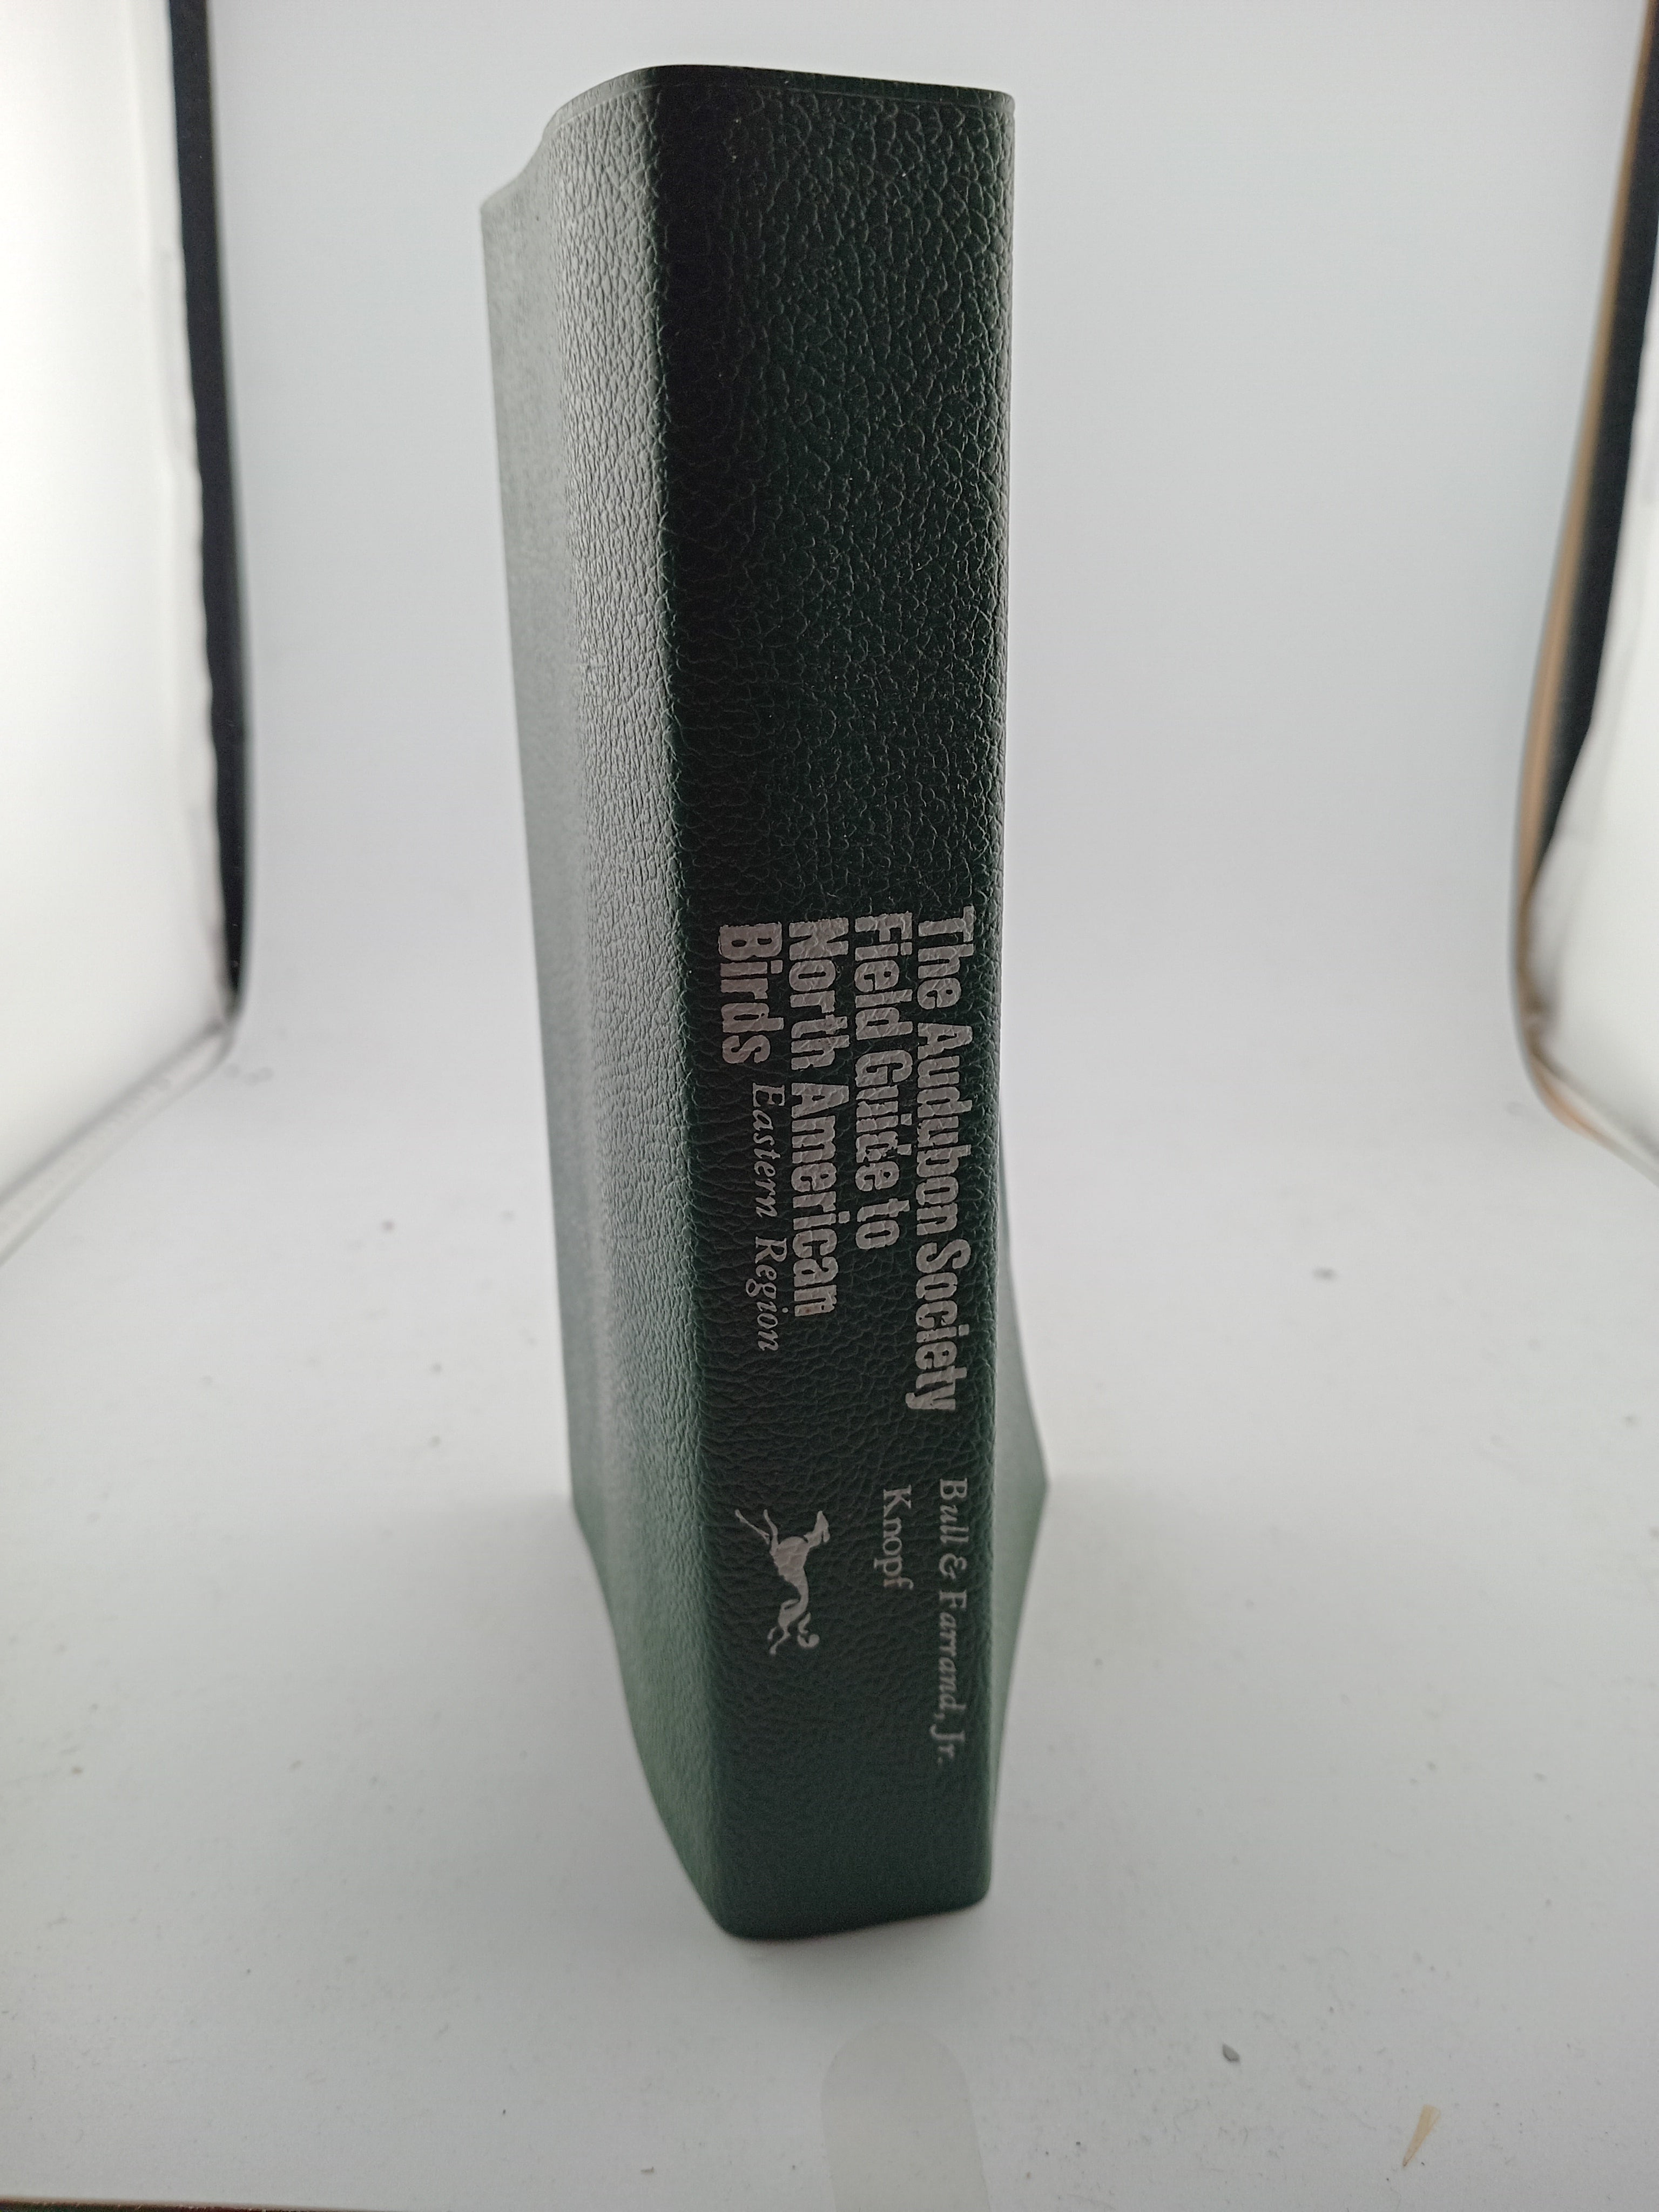 The Audubon Society
Field Guide to
North American
Birds Eastern Region
Bull & Farrand, Jr.
Knopf